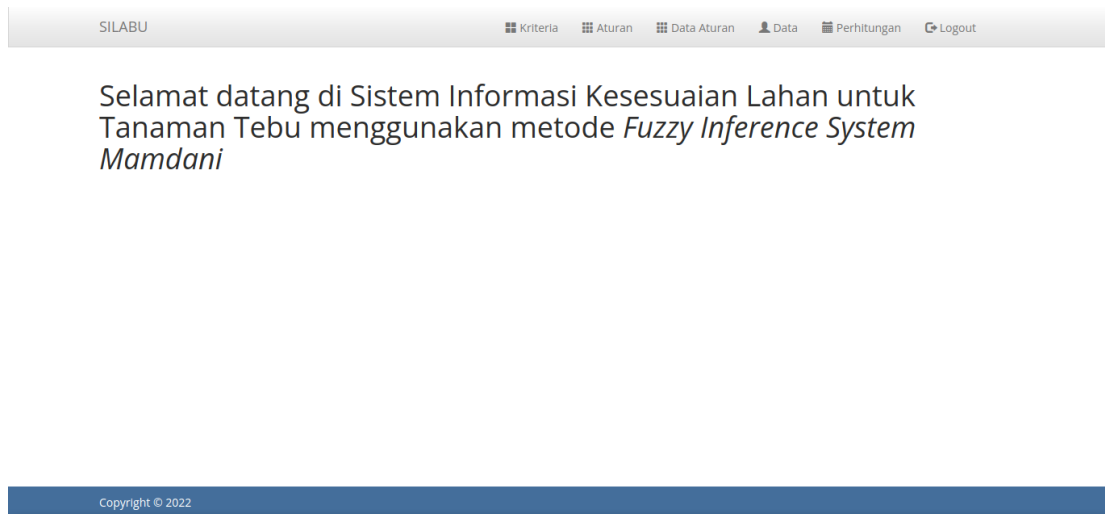 SILABU Kriteria Aturan Data Aturan Data Perhitungan Logout
Selamat datang di Sistem Informasi Kesesuaian Lahan untuk
Tanaman Tebu menggunakan metode Fuzzy Inference System
Mamdani
Copyright © 2022